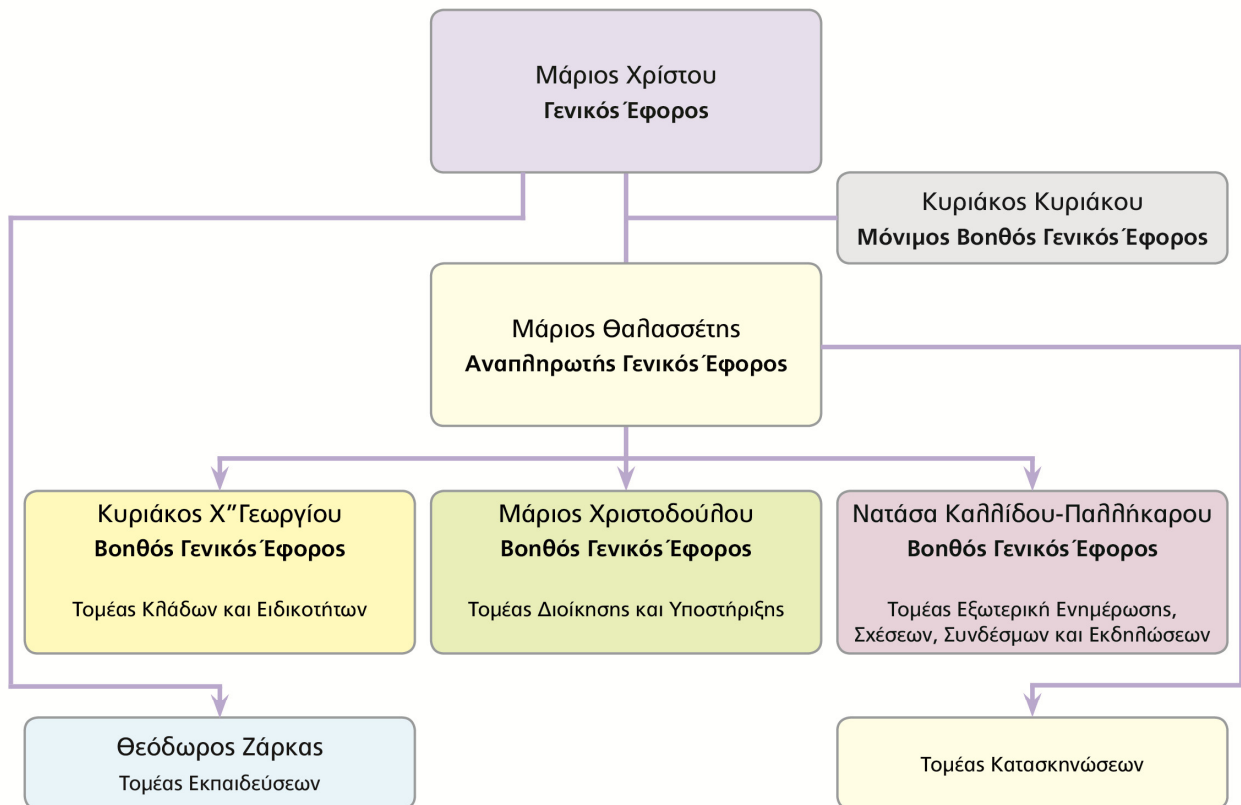 Μάριος Χρίστου
Γενικός Έφορος
Κυριάκος Κυριάκου
Μόνιμος Βοηθός Γενικός Έφορος
Μάριος Θαλασσέτης
Αναπληρωτής Γενικός Έφορος
Κυριάκος Χ"Γεωργίου
Βοηθός Γενικός Έφορος
Τομέας Κλάδων και Ειδικοτήτων
Μάριος Χριστοδούλου
Βοηθός Γενικός Έφορος
Τομέας Διοίκησης και Υποστήριξης
Νατάσα Καλλίδου-Παλλήκαρου
Βοηθός Γενικός Έφορος
Τομέας Εξωτερική Ενημέρωσης,
Σχέσεων, Συνδέσμων και Εκδηλώσεων
Θεόδωρος Ζάρκας
Τομέας Εκπαιδεύσεων
Τομέας Κατασκηνώσεων